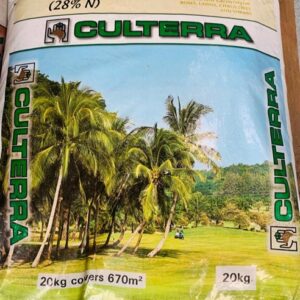 (28% N)
CULTERRA
CULTERRA
CULTERRA
20kg covers 670m²
20kg